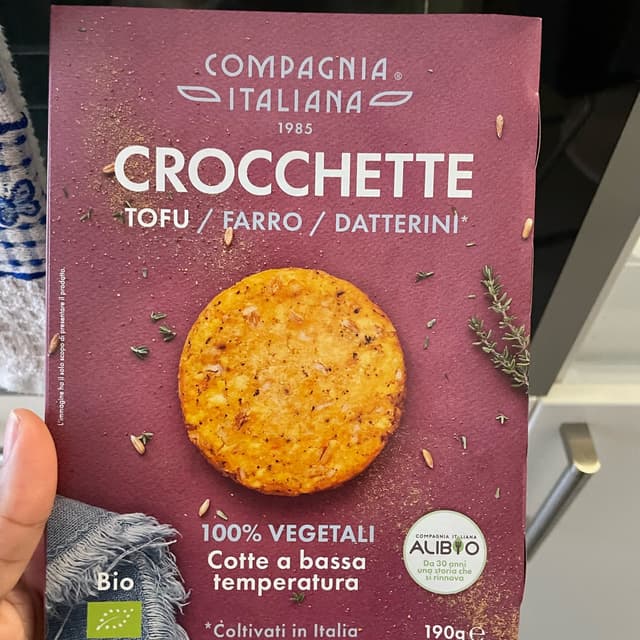 COMPAGNIA®
ITALIANA
1985
CROCCHETTE
TOFU / FARRO / DATTERINI*
L'immagine ha il solo scopo di presentare il prodotto.
100% VEGETALI
Cotte a bassa
temperatura
COMPAGNIA ITALIANA
ALIBIO
Da 30 anni
una storia che
si rinnova
Bio
*Coltivati in Italia
190g e